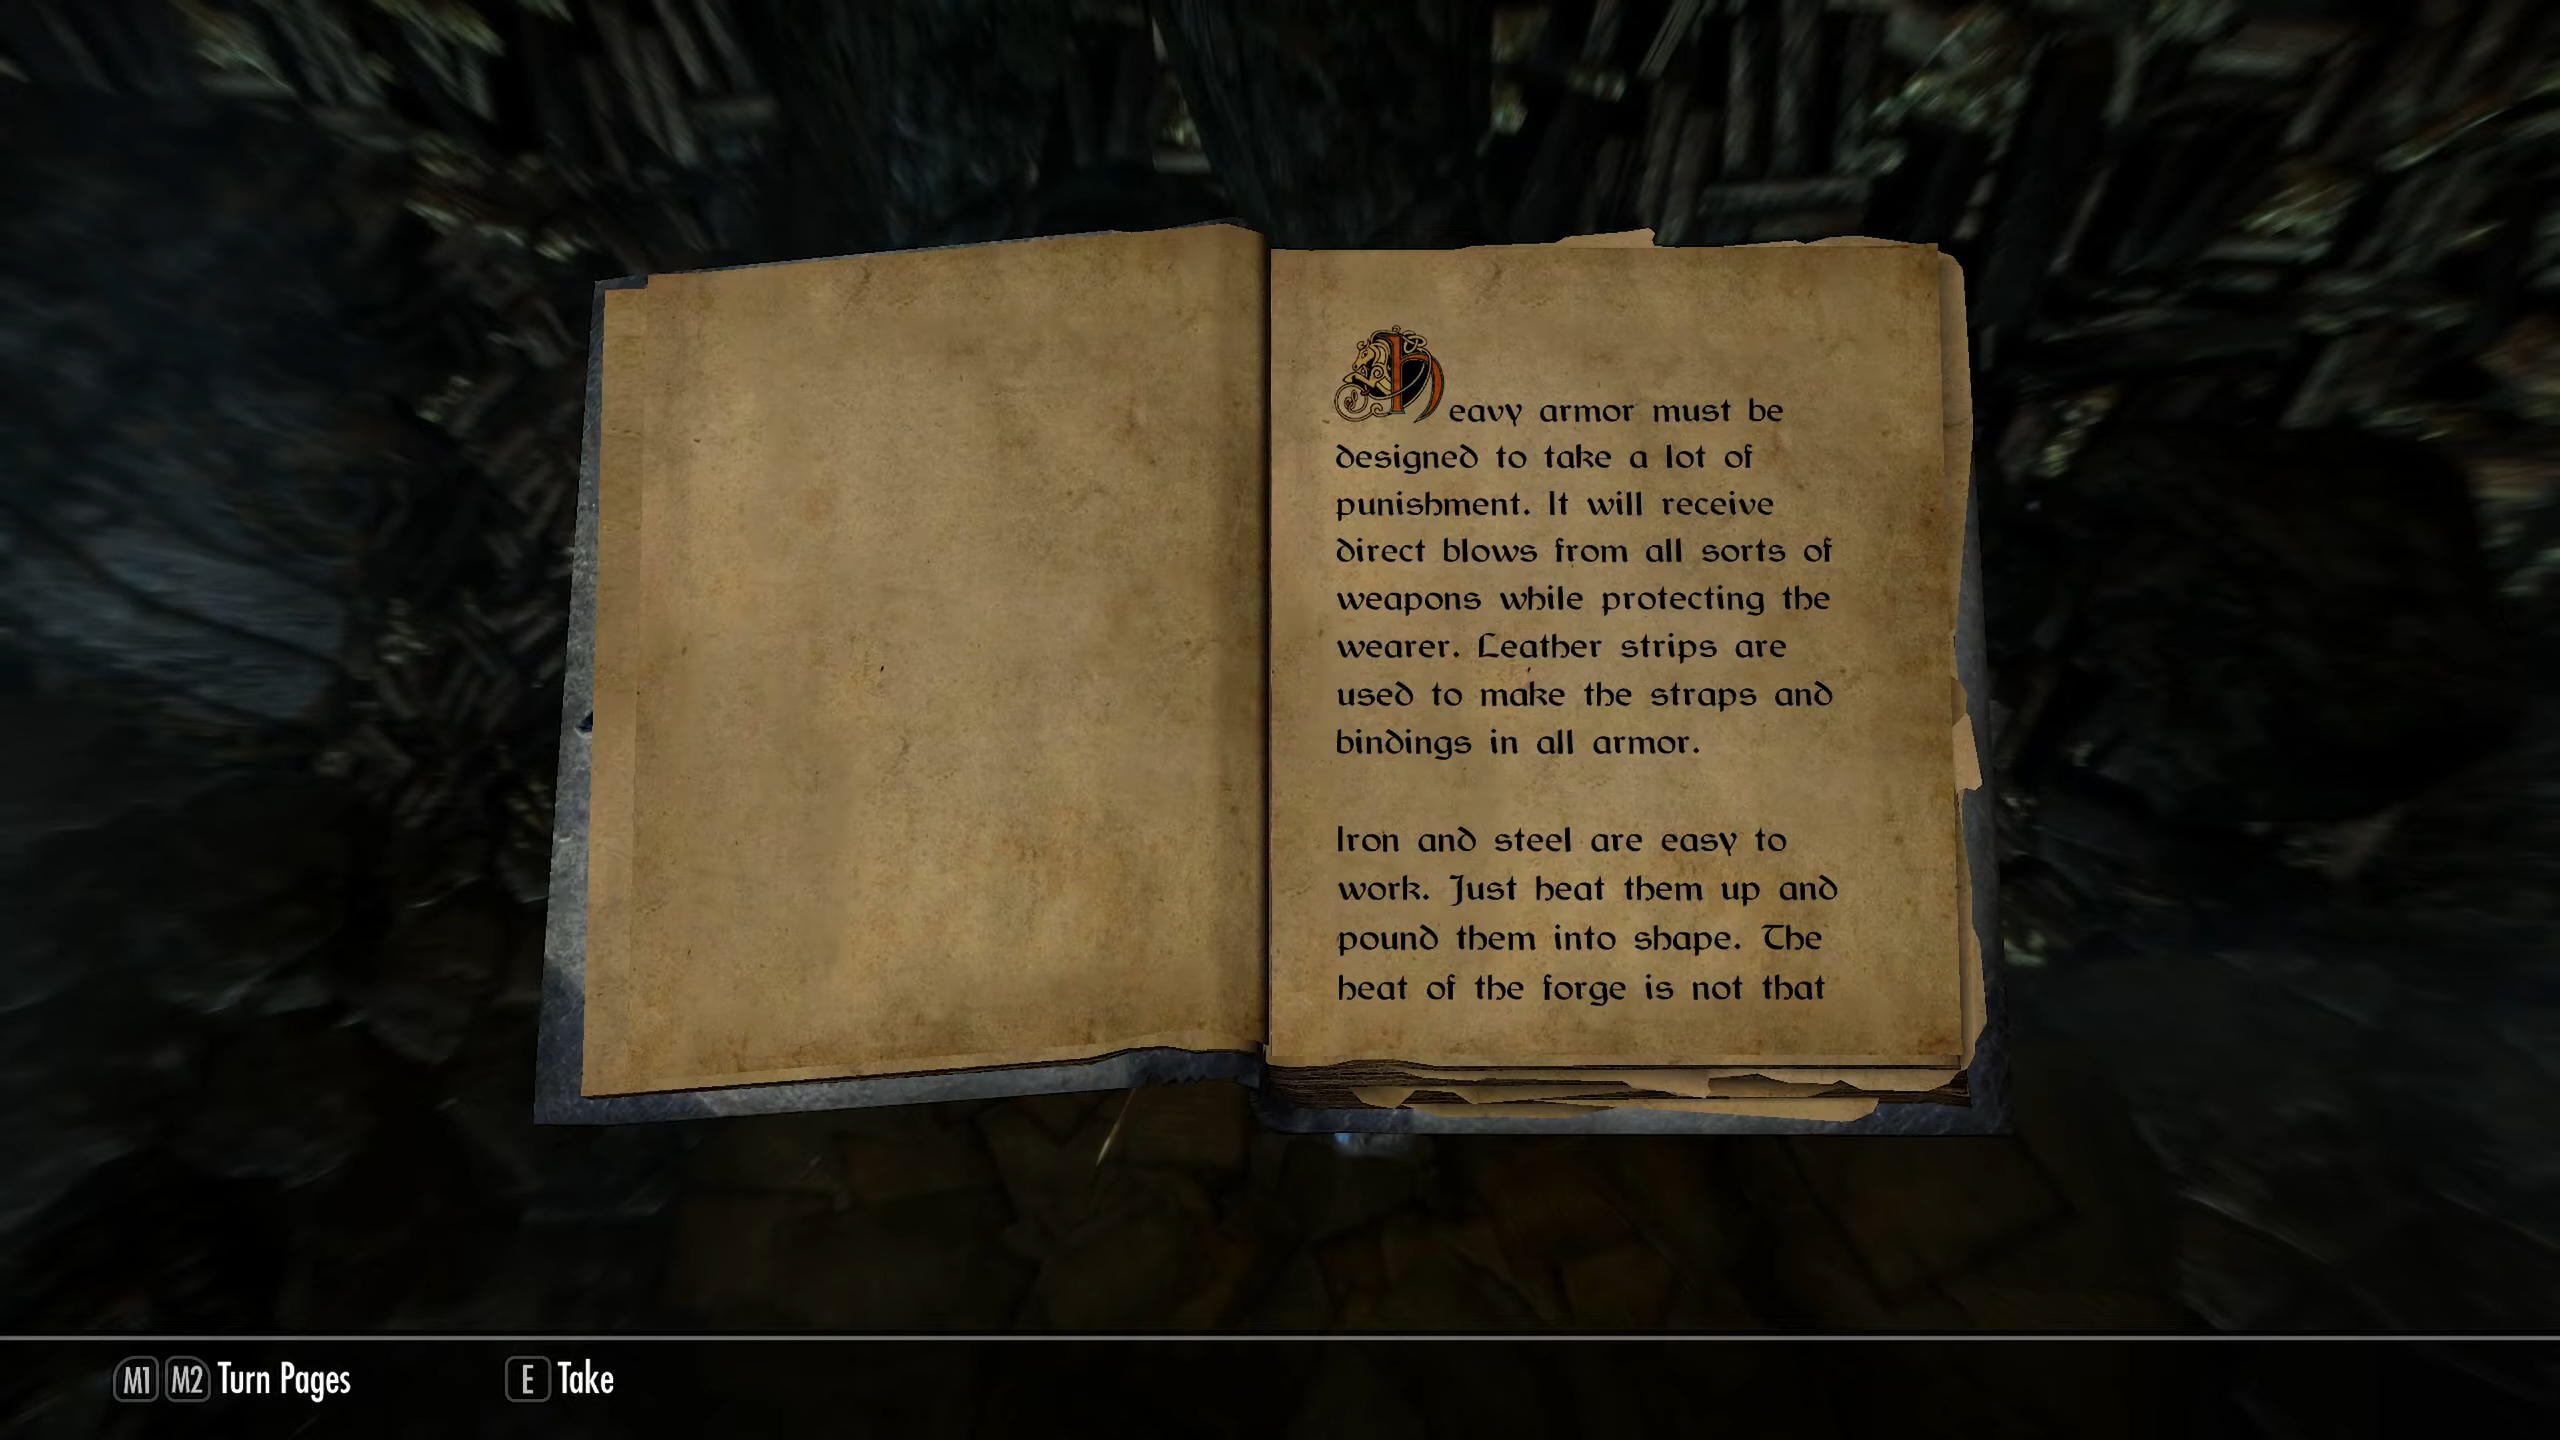 Heavy armor must be
designed to take a lot of
punishment. It will receive
direct blows from all sorts of
weapons while protecting the
wearer. Leather strips are
used to make the straps and
bindings in all armor.
Iron and steel are easy to
work. Just heat them up and
pound them into shape. The
heat of the forge is not that
M1 M2 Turn Pages
E Take